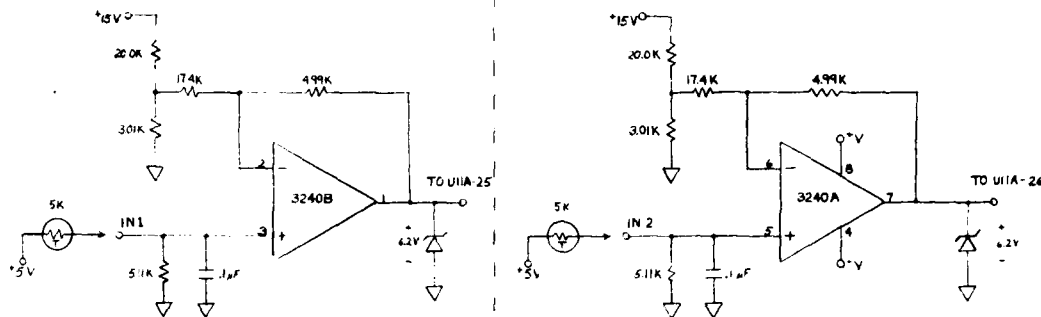 +15V
20.0K
17.4K
4.99K
3.01K
2
-
3240B
1
TO U11A-25
5K
T
IN 1
3
+
+
6.2V
-
+5V
5.11K
.1µF
+15V
20.0K
17.4K
4.99K
3.01K
+V
6
-
8
3240A
7
TO U11A-26
5K
T
IN 2
5
+
4
+
6.2V
-
+5V
5.11K
.1µF
+V